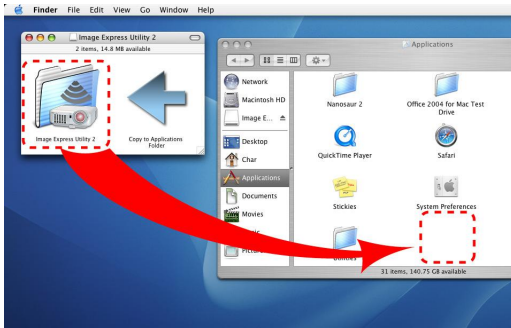 Finder File Edit View Go Window Help
Image Express Utility 2
2 items, 14.8 MB available
Image Express Utility 2
Copy to Applications
Folder
Applications
Network
Macintosh HD
Image E...
Desktop
Char
Applications
Documents
Movies
Nanosaur 2
Office 2004 for Mac Test
Drive
QuickTime Player
Safari
Stickies
System Preferences
Utilities
31 items, 140.75 GB available